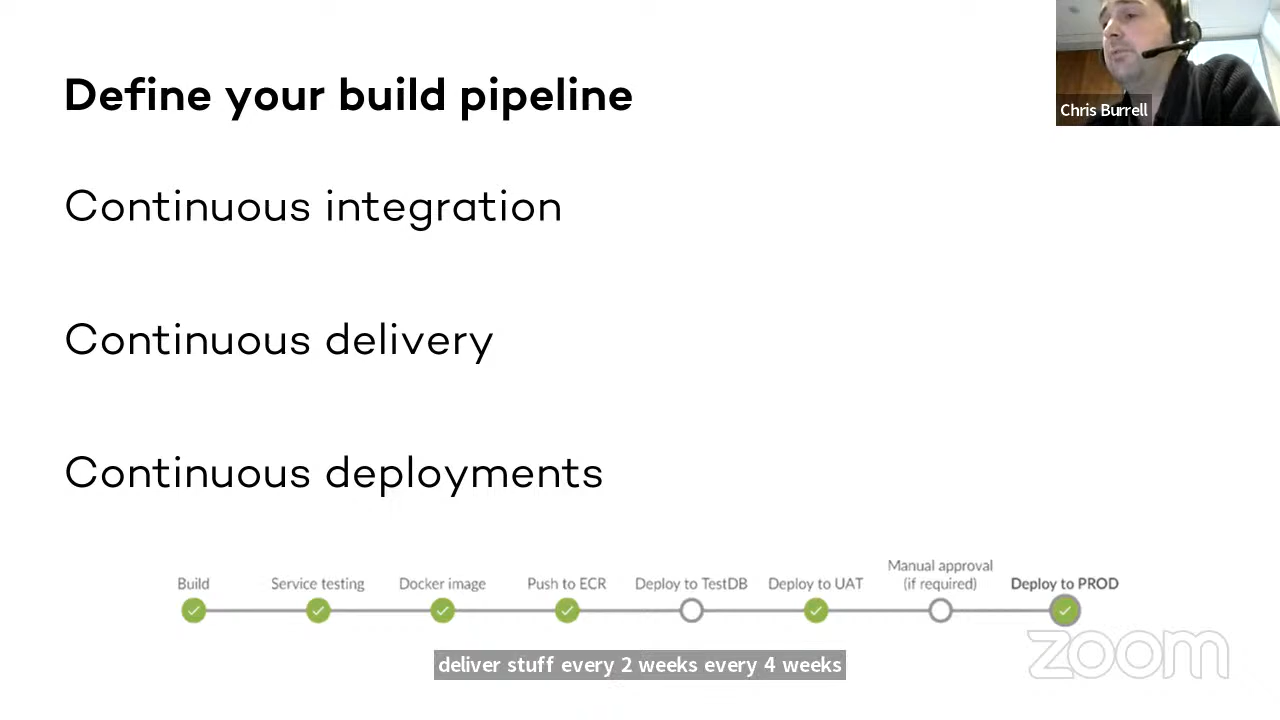 Define your build pipeline
Chris Burrell
Continuous integration
Continuous delivery
Continuous deployments
Build
Service testing
Docker image
Push to ECR
Deploy to TestDB
Deploy to UAT
Manual approval
(if required)
Deploy to PROD
zoom
deliver stuff every 2 weeks every 4 weeks